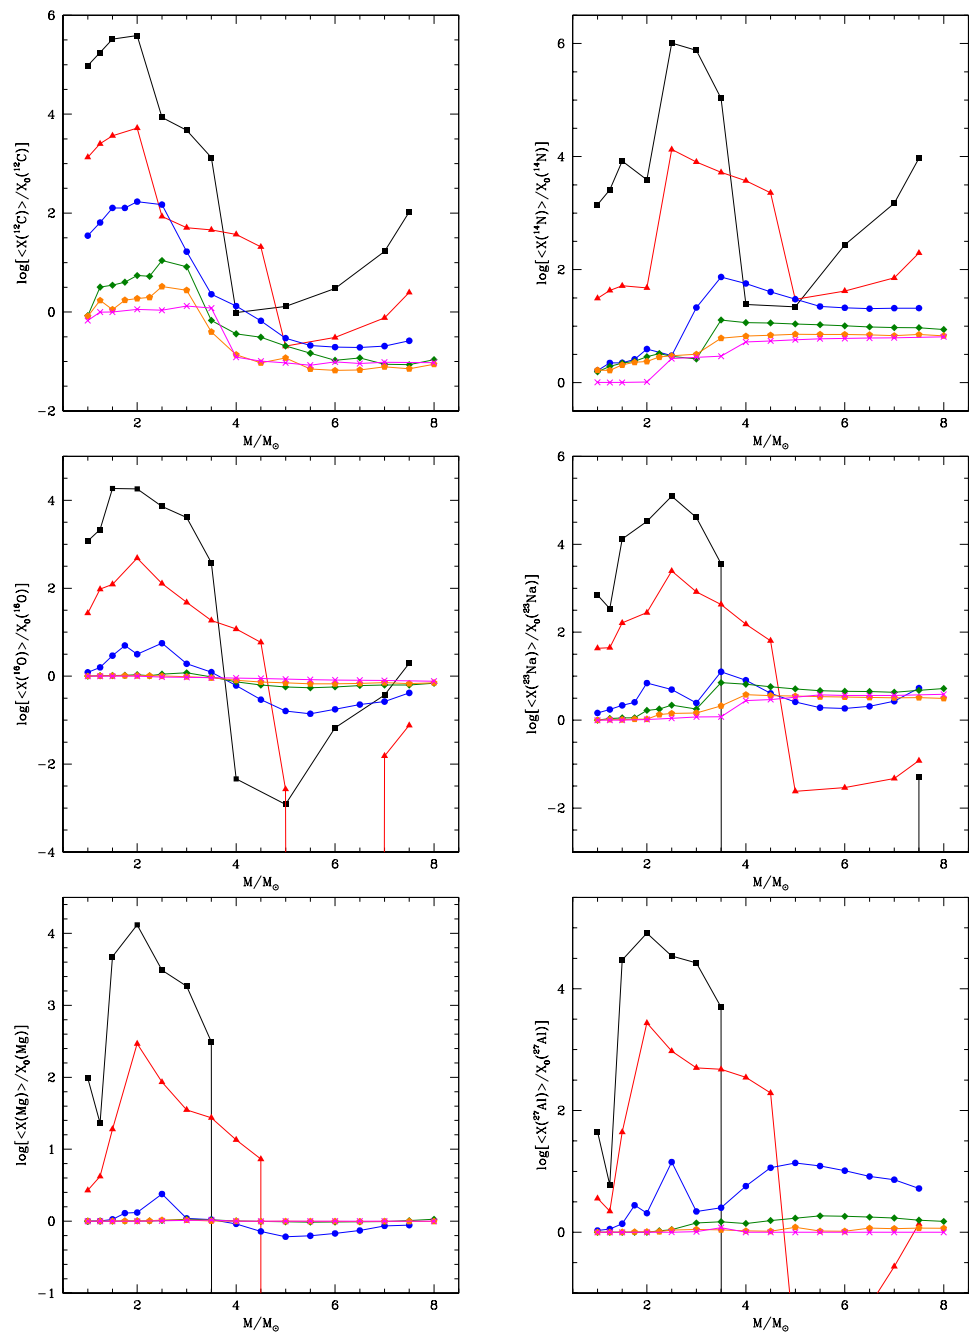 log[<X(¹²C)>/X₀(¹²C)]
6
4
2
0
−2
2 4 6 8
M/M⊙
log[<X(¹⁴N)>/X₀(¹⁴N)]
6
4
2
0
2 4 6 8
M/M⊙
log[<X(¹⁶O)>/X₀(¹⁶O)]
4
2
0
−2
−4
2 4 6 8
M/M⊙
log[<X(²³Na)>/X₀(²³Na)]
6
4
2
0
−2
2 4 6 8
M/M⊙
log[<X(Mg)>/X₀(Mg)]
4
3
2
1
0
−1
2 4 6 8
M/M⊙
log[<X(²⁷Al)>/X₀(²⁷Al)]
4
2
0
2 4 6 8
M/M⊙